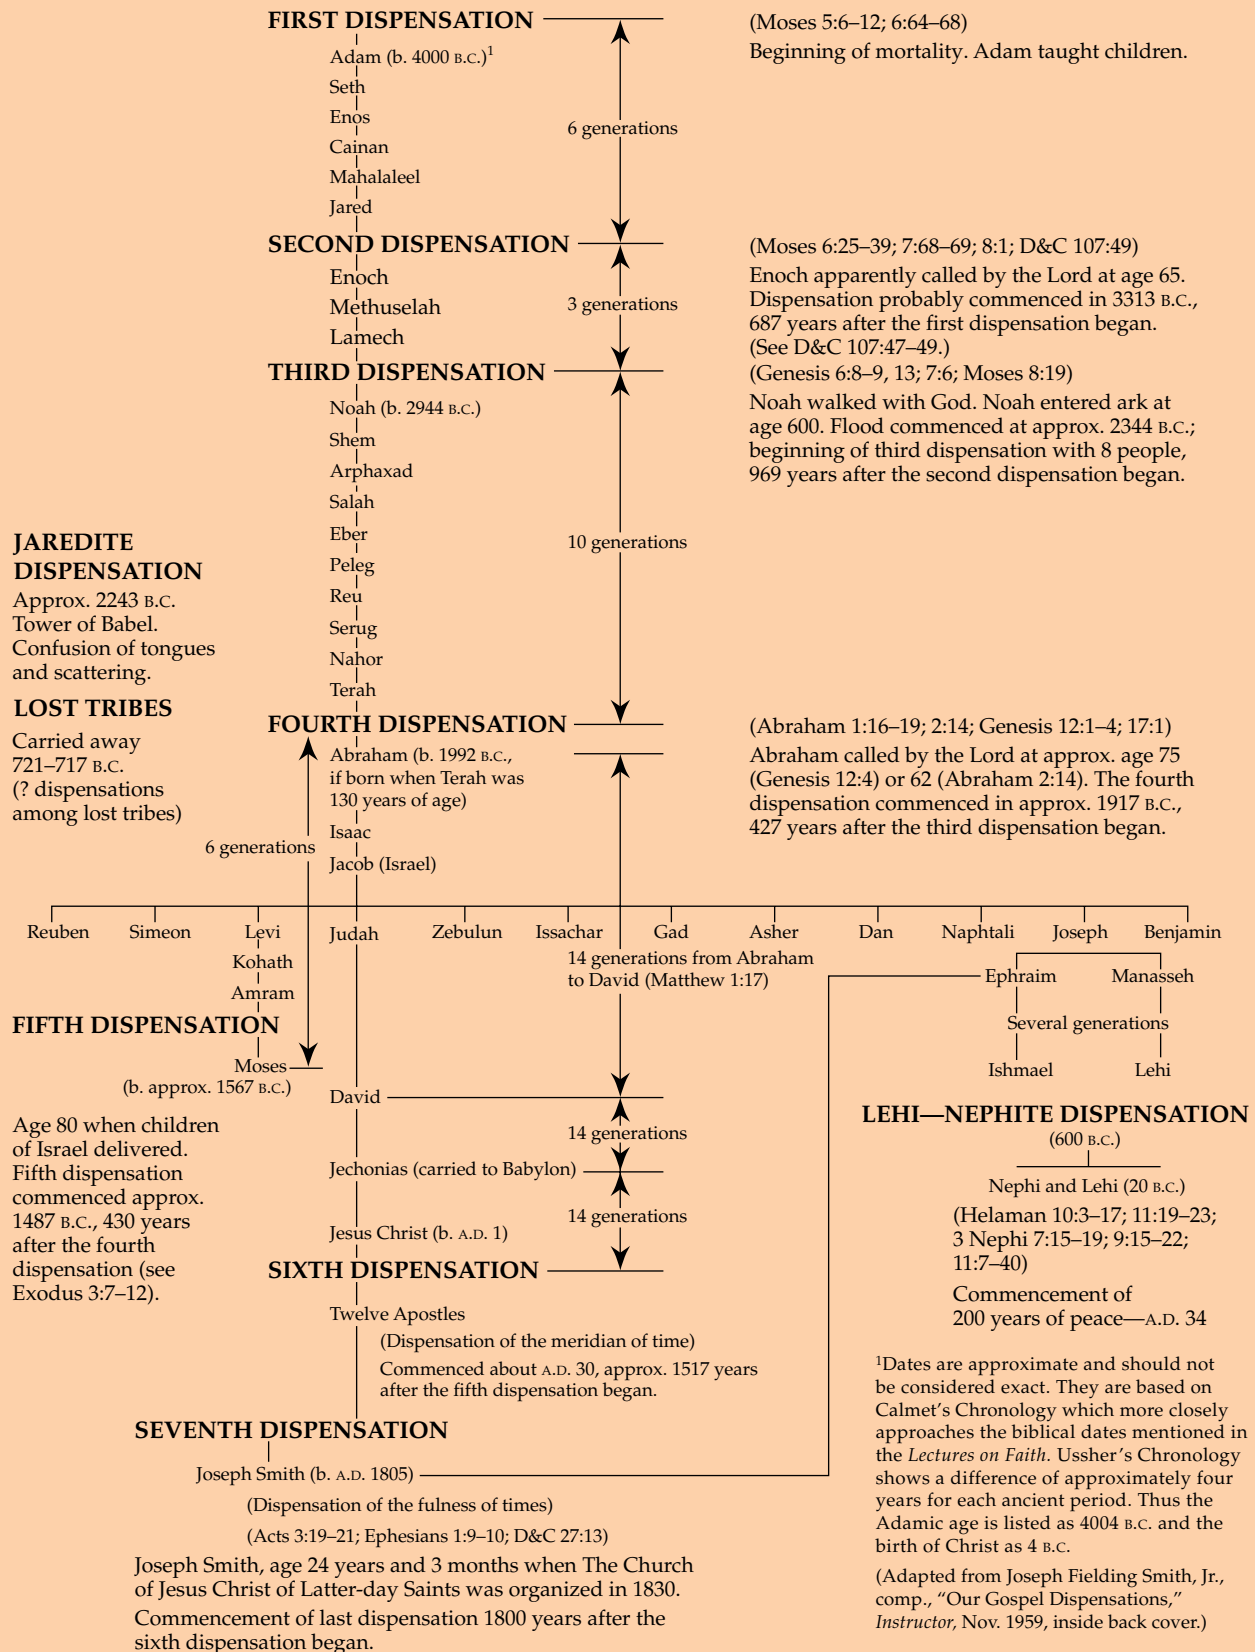 FIRST DISPENSATION
(Moses 5:6–12; 6:64–68)
Adam (b. 4000 B.C.)1
Beginning of mortality. Adam taught children.
Seth
Enos
6 generations
Cainan
Mahalaleel
Jared
SECOND DISPENSATION
(Moses 6:25–39; 7:68–69; 8:1; D&C 107:49)
Enoch
Methuselah
Lamech
3 generations
Enoch apparently called by the Lord at age 65.
Dispensation probably commenced in 3313 B.C.,
687 years after the first dispensation began.
(See D&C 107:47–49.)
THIRD DISPENSATION
(Genesis 6:8–9, 13; 7:6; Moses 8:19)
Noah (b. 2944 B.C.)
Shem
Arphaxad
Salah
Eber
Peleg
Reu
Serug
Nahor
Terah
10 generations
Noah walked with God. Noah entered ark at
age 600. Flood commenced at approx. 2344 B.C.;
beginning of third dispensation with 8 people,
969 years after the second dispensation began.
JAREDITE
DISPENSATION
Approx. 2243 B.C.
Tower of Babel.
Confusion of tongues
and scattering.
LOST TRIBES
Carried away
721–717 B.C.
(? dispensations
among lost tribes)
FOURTH DISPENSATION
(Abraham 1:16–19; 2:14; Genesis 12:1–4; 17:1)
Abraham (b. 1992 B.C.,
if born when Terah was
130 years of age)
Isaac
Jacob (Israel)
6 generations
Abraham called by the Lord at approx. age 75
(Genesis 12:4) or 62 (Abraham 2:14). The fourth
dispensation commenced in approx. 1917 B.C.,
427 years after the third dispensation began.
Reuben Simeon Levi Judah Zebulun Issachar Gad Asher Dan Naphtali Joseph Benjamin
Kohath
Amram
14 generations from Abraham
to David (Matthew 1:17)
Ephraim Manasseh
Several generations
Ishmael Lehi
FIFTH DISPENSATION
Moses
(b. approx. 1567 B.C.)
Age 80 when children
of Israel delivered.
Fifth dispensation
commenced approx.
1487 B.C., 430 years
after the fourth
dispensation (see
Exodus 3:7–12).
David
14 generations
Jechonias (carried to Babylon)
14 generations
Jesus Christ (b. A.D. 1)
LEHI—NEPHITE DISPENSATION
(600 B.C.)
Nephi and Lehi (20 B.C.)
(Helaman 10:3–17; 11:19–23;
3 Nephi 7:15–19; 9:15–22;
11:7–40)
Commencement of
200 years of peace—A.D. 34
SIXTH DISPENSATION
Twelve Apostles
(Dispensation of the meridian of time)
Commenced about A.D. 30, approx. 1517 years
after the fifth dispensation began.
SEVENTH DISPENSATION
Joseph Smith (b. A.D. 1805)
(Dispensation of the fulness of times)
(Acts 3:19–21; Ephesians 1:9–10; D&C 27:13)
Joseph Smith, age 24 years and 3 months when The Church
of Jesus Christ of Latter-day Saints was organized in 1830.
Commencement of last dispensation 1800 years after the
sixth dispensation began.
1Dates are approximate and should not
be considered exact. They are based on
Calmet's Chronology which more closely
approaches the biblical dates mentioned in
the Lectures on Faith. Ussher's Chronology
shows a difference of approximately four
years for each ancient period. Thus the
Adamic age is listed as 4004 B.C. and the
birth of Christ as 4 B.C.
(Adapted from Joseph Fielding Smith, Jr.,
comp., "Our Gospel Dispensations,"
Instructor, Nov. 1959, inside back cover.)